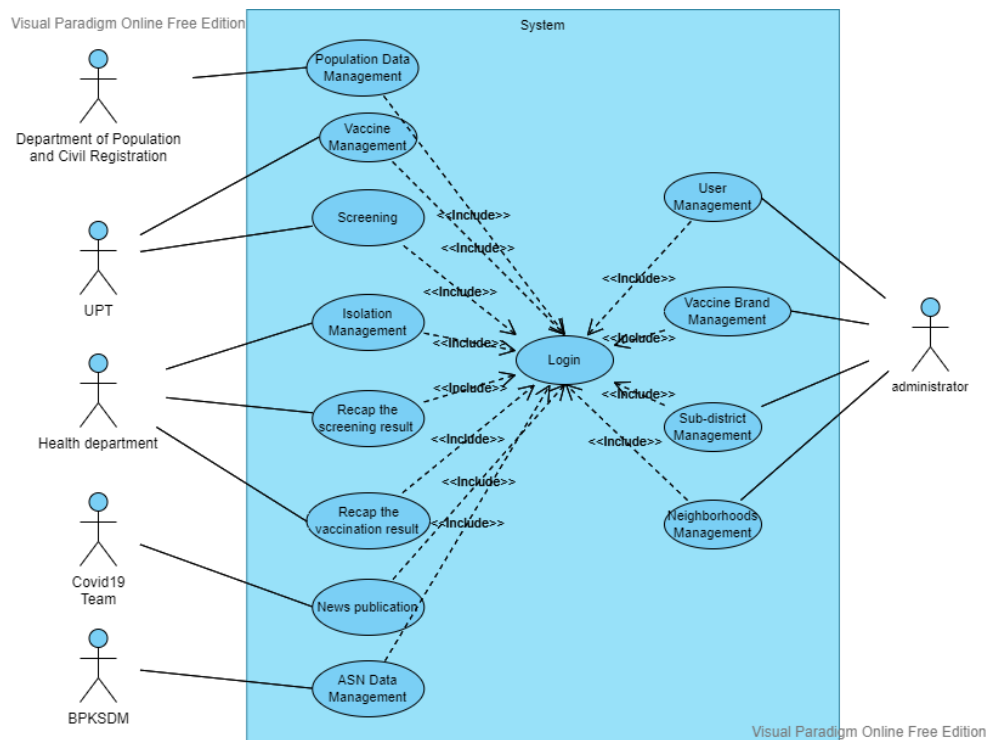 Visual Paradigm Online Free Edition
System
Population Data
Management
Department of Population
and Civil Registration
Vaccine
Management
User
Management
Screening
<<Include>>
<<Include>>
<<Include>>
<<Include>>
UPT
Isolation
Management
Vaccine Brand
Management
<<Include>>
<<Include>>
Login
administrator
<<Include>>
<<Include>>
Health department
Recap the
screening result
Sub-district
Management
<<Include>>
<<Include>>
<<Include>>
Recap the
vaccination result
<<Include>>
Neighborhoods
Management
Covid19
Team
News publication
BPKSDM
ASN Data
Management
Visual Paradigm Online Free Edition